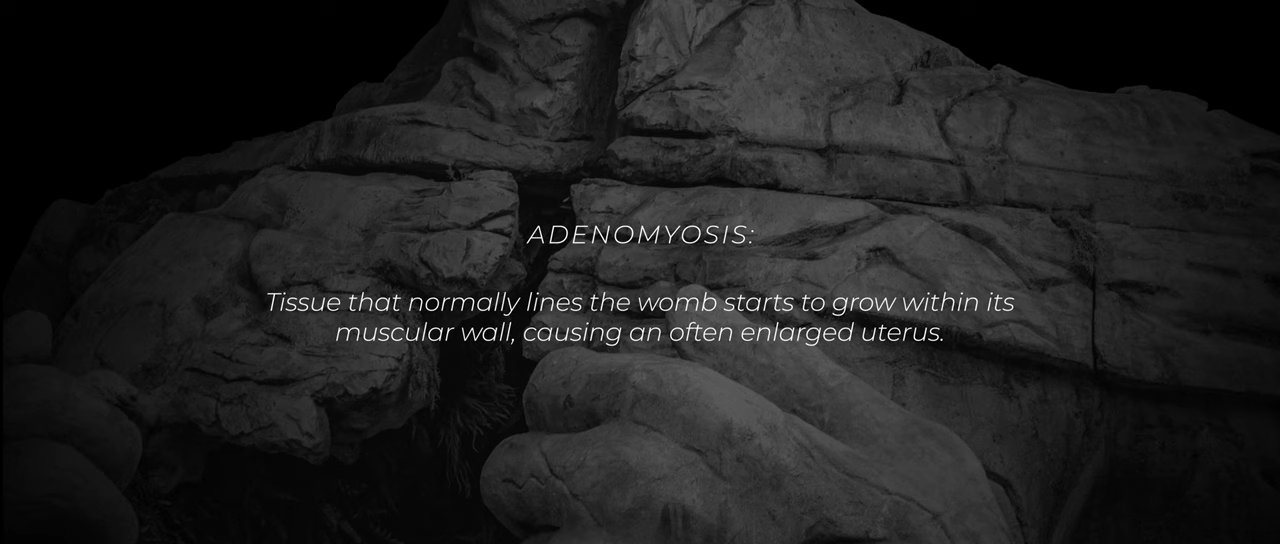 ADENOMYOSIS:
Tissue that normally lines the womb starts to grow within its
muscular wall, causing an often enlarged uterus.